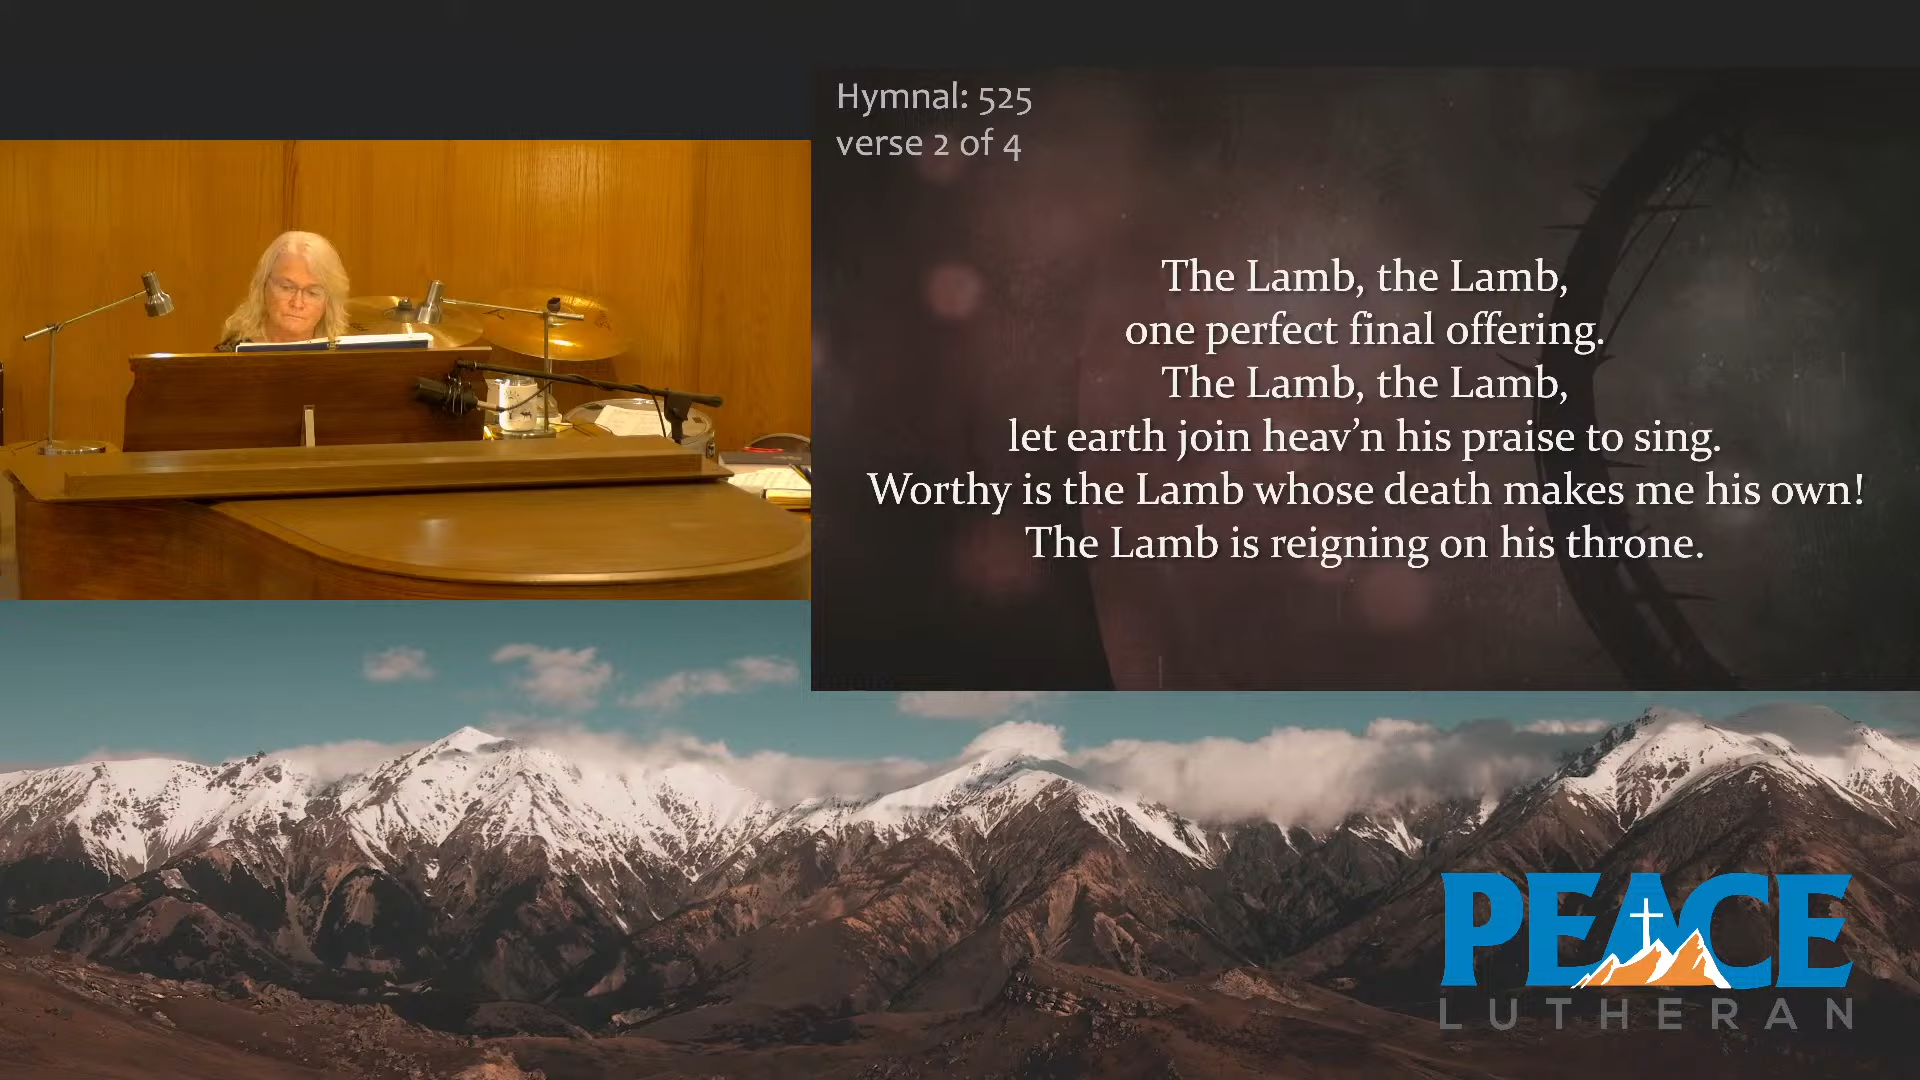 Hymnal: 525
verse 2 of 4
The Lamb, the Lamb,
one perfect final offering.
The Lamb, the Lamb,
let earth join heav’n his praise to sing.
Worthy is the Lamb whose death makes me his own!
The Lamb is reigning on his throne.
PEACE
LUTHERAN